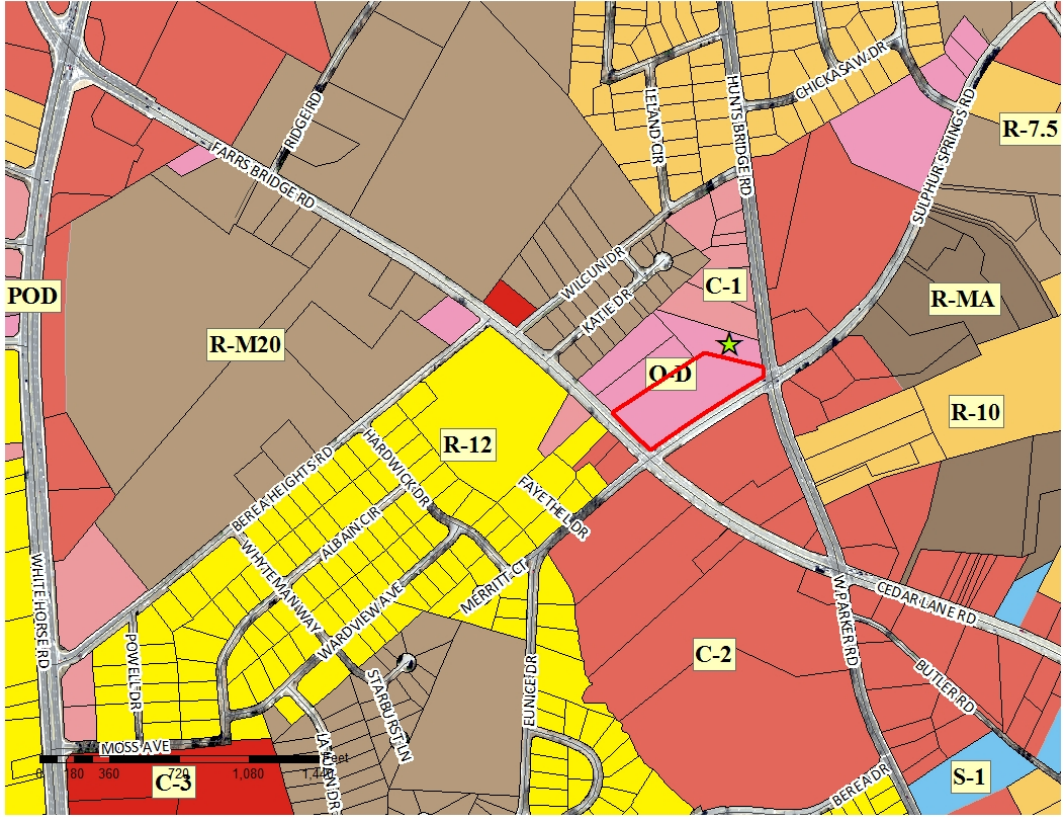 CHICKASAW DR
LELAND CIR
HUNTS BRIDGE RD
RIDGE RD
R-7.5
FARRS BRIDGE RD
SULPHUR SPRINGS RD
WILCUN DR
C-1
POD
KATIE DR
R-MA
R-M20
O-D
R-10
R-12
HARDWICK DR
BEREA HEIGHTS RD
FAYETHEL DR
ALBAIN CIR
WHYTEMAN WAY
MERRITT CT
WHITE HORSE RD
WARDVIEW AVE
CEDAR LANE RD
W PARKER RD
C-2
POWELL DR
STARBURST LN
EUNICE DR
BUTLER RD
MOSS AVE
Feet
0 180 360 720 1,080 1,440
C-3
S-1
BEREA DR